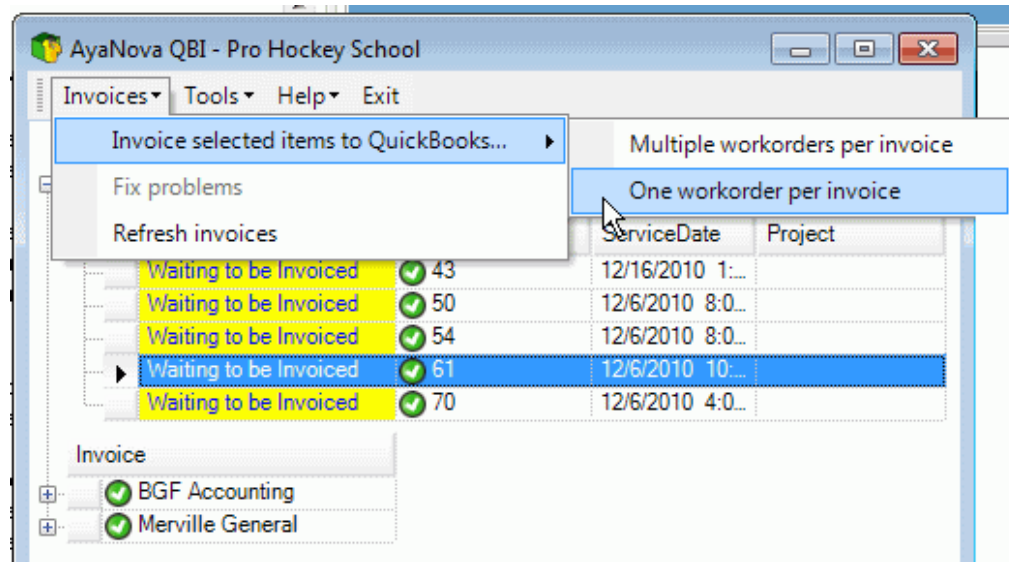 AyaNova QBI - Pro Hockey School
Invoices Tools Help Exit
Invoice selected items to QuickBooks...
Multiple workorders per invoice
Fix problems
One workorder per invoice
Refresh invoices
ServiceDate Project
Waiting to be Invoiced 43 12/16/2010 1:...
Waiting to be Invoiced 50 12/6/2010 8:0...
Waiting to be Invoiced 54 12/6/2010 8:0...
Waiting to be Invoiced 61 12/6/2010 10:...
Waiting to be Invoiced 70 12/6/2010 4:0...
Invoice
BGF Accounting
Merville General